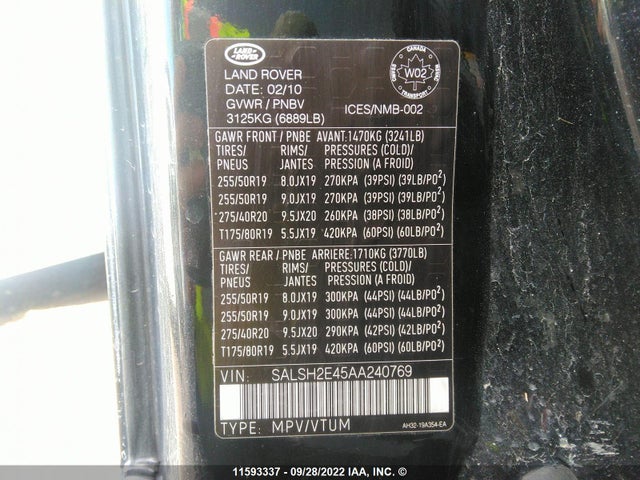 LAND ROVER
CANADA
W02
LAND ROVER
DATE: 02/10
GVWR / PNBV
3125KG (6889LB)
ICES/NMB-002
GAWR FRONT / PNBE AVANT:1470KG (3241LB)
TIRES/ RIMS/ PRESSURES (COLD)/
PNEUS JANTES PRESSION (A FROID)
255/50R19 8.0JX19 270KPA (39PSI) (39LB/PO²)
255/50R19 9.0JX19 270KPA (39PSI) (39LB/PO²)
275/40R20 9.5JX20 260KPA (38PSI) (38LB/PO²)
T175/80R19 5.5JX19 420KPA (60PSI) (60LB/PO²)
GAWR REAR / PNBE ARRIERE:1710KG (3770LB)
TIRES/ RIMS/ PRESSURES (COLD)/
PNEUS JANTES PRESSION (A FROID)
255/50R19 8.0JX19 300KPA (44PSI) (44LB/PO²)
255/50R19 9.0JX19 300KPA (44PSI) (44LB/PO²)
275/40R20 9.5JX20 290KPA (42PSI) (42LB/PO²)
T175/80R19 5.5JX19 420KPA (60PSI) (60LB/PO²)
VIN: SALSH2E45AA240769
TYPE: MPV/VTUM
AH32-19A354-EA
11593337 - 09/28/2022 IAA, Inc. ©